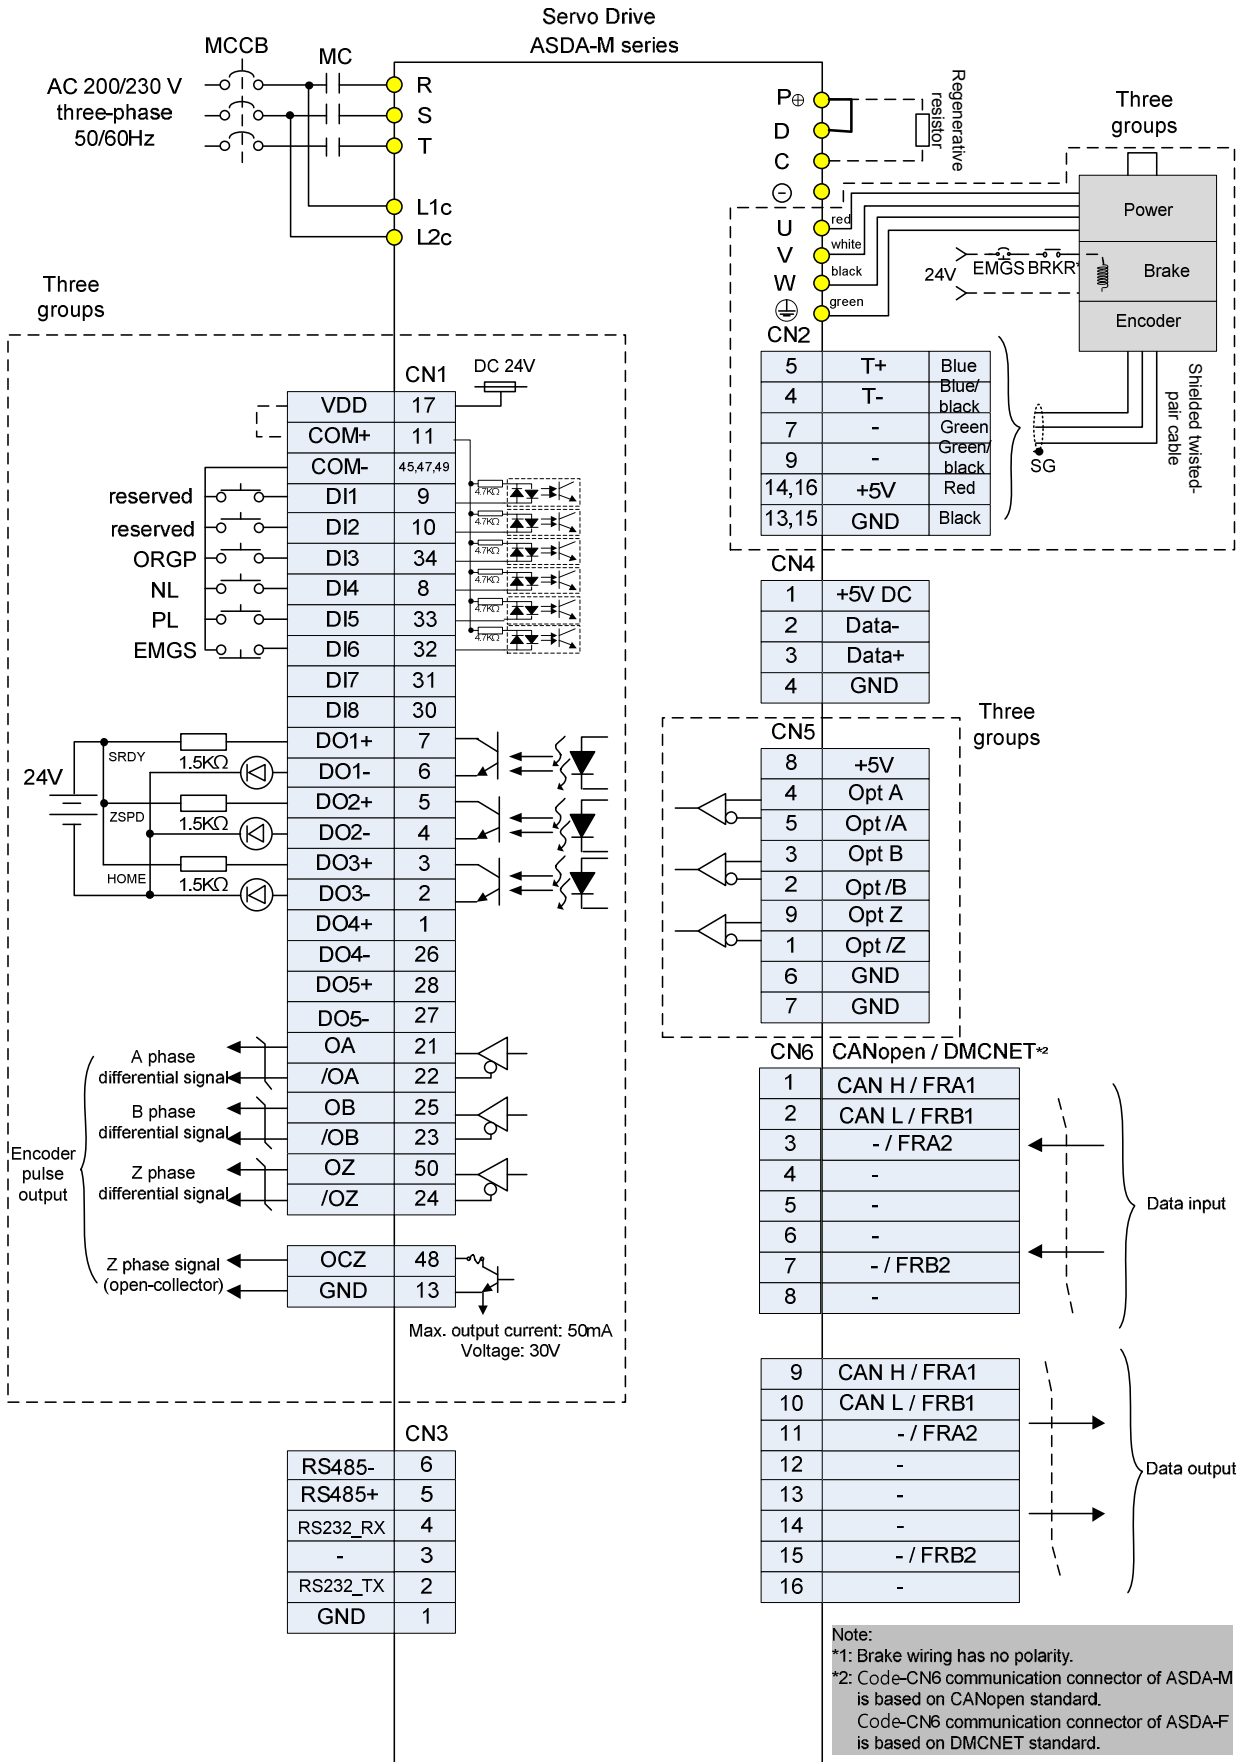 Servo Drive
ASDA-M series
MCCB
MC
AC 200/230 V
three-phase
50/60Hz
R
S
T
L1c
L2c
P⊕
D
C
⊖
Regenerative
resistor
Three
groups
U
V
W
red
white
black
green
24V
EMGS BRKR*
Power
Brake
Encoder
Shielded twisted-
pair cable
SG
CN2
5 T+ Blue
4 T- Blue/
black
7 - Green
9 - Green/
black
14,16 +5V Red
13,15 GND Black
Three
groups
CN1
DC 24V
VDD 17
COM+ 11
COM- 45,47,49
reserved DI1 9 4.7KΩ
reserved DI2 10 4.7KΩ
ORGP DI3 34 4.7KΩ
NL DI4 8 4.7KΩ
PL DI5 33 4.7KΩ
EMGS DI6 32 4.7KΩ
DI7 31
DI8 30
24V
SRDY 1.5KΩ
ZSPD 1.5KΩ
HOME 1.5KΩ
DO1+ 7
DO1- 6
DO2+ 5
DO2- 4
DO3+ 3
DO3- 2
DO4+ 1
DO4- 26
DO5+ 28
DO5- 27
OA 21
/OA 22
OB 25
/OB 23
OZ 50
/OZ 24
Encoder
pulse
output
A phase
differential signal
B phase
differential signal
Z phase
differential signal
Z phase signal
(open-collector)
OCZ 48
GND 13
Max. output current: 50mA
Voltage: 30V
CN3
RS485- 6
RS485+ 5
RS232_RX 4
- 3
RS232_TX 2
GND 1
CN4
1 +5V DC
2 Data-
3 Data+
4 GND
Three
groups
CN5
8 +5V
4 Opt A
5 Opt /A
3 Opt B
2 Opt /B
9 Opt Z
1 Opt /Z
6 GND
7 GND
CN6 CANopen / DMCNET*2
1 CAN H / FRA1
2 CAN L / FRB1
3 - / FRA2
4 -
5 -
6 -
7 - / FRB2
8 -
Data input
9 CAN H / FRA1
10 CAN L / FRB1
11 - / FRA2
12 -
13 -
14 -
15 - / FRB2
16 -
Data output
Note:
*1: Brake wiring has no polarity.
*2: Code-CN6 communication connector of ASDA-M
is based on CANopen standard.
Code-CN6 communication connector of ASDA-F
is based on DMCNET standard.